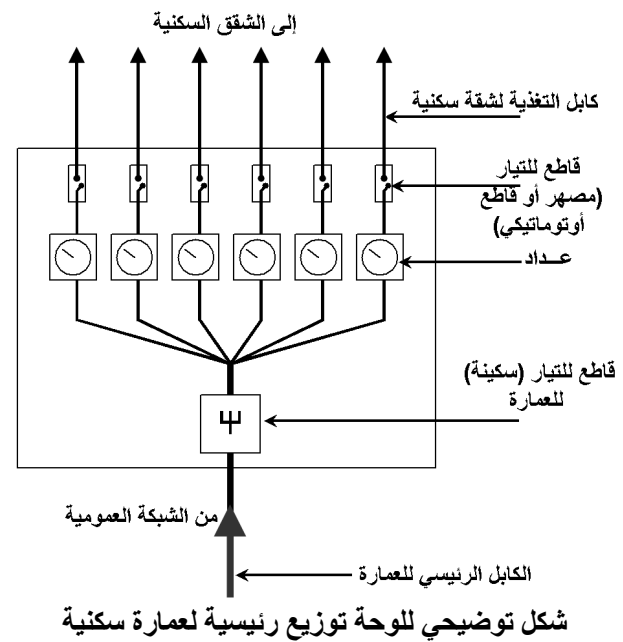 إلى الشقق السكنية
كابل التغذية لشقة سكنية
قاطع للتيار
(مصهر أو قاطع
أوتوماتيكي)
عــداد
قاطع للتيار (سكينة)
للعمارة
من الشبكة العمومية
الكابل الرئيسي للعمارة
شكل توضيحي للوحة توزيع رئيسية لعمارة سكنية